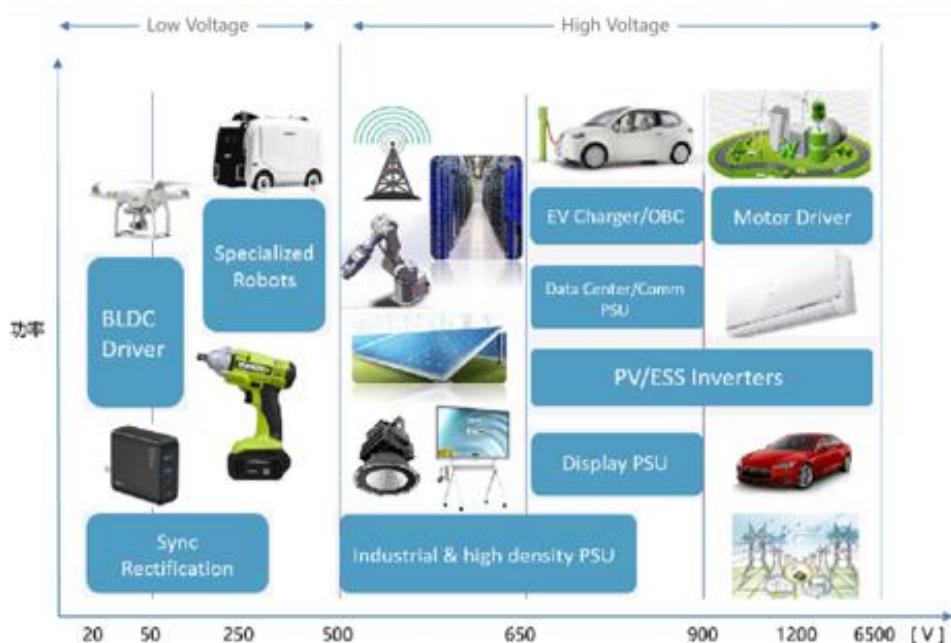 Low Voltage
High Voltage
EV Charger/OBC
Motor Driver
Specialized
Robots
Data Center/Comm
PSU
功率
BLDC
Driver
PV/ESS Inverters
Display PSU
Sync
Rectification
Industrial & high density PSU
20 50 250 500 650 900 1200 6500 [ V ]